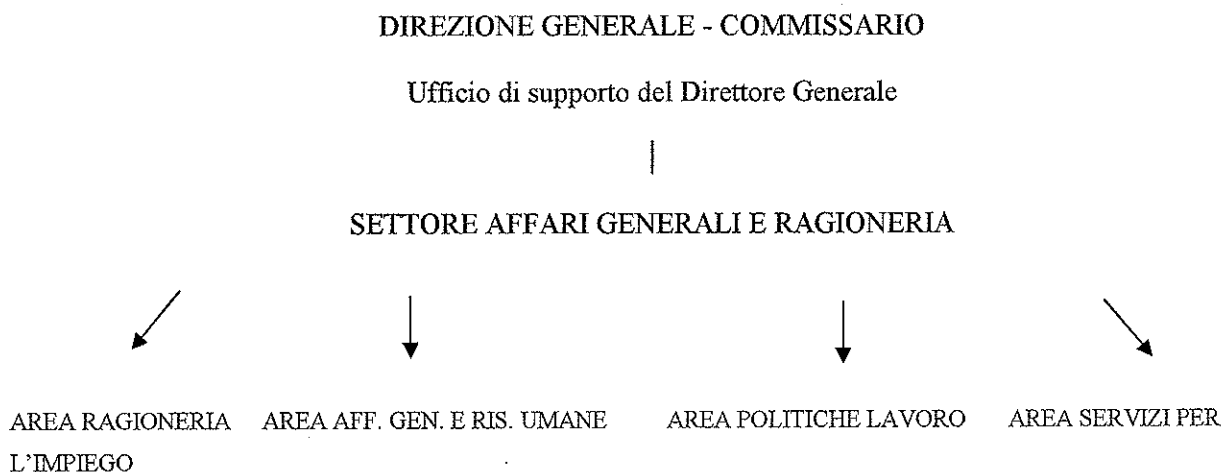 DIREZIONE GENERALE - COMMISSARIO
Ufficio di supporto del Direttore Generale
SETTORE AFFARI GENERALI E RAGIONERIA
AREA RAGIONERIA AREA AFF. GEN. E RIS. UMANE AREA POLITICHE LAVORO AREA SERVIZI PER
L'IMPIEGO